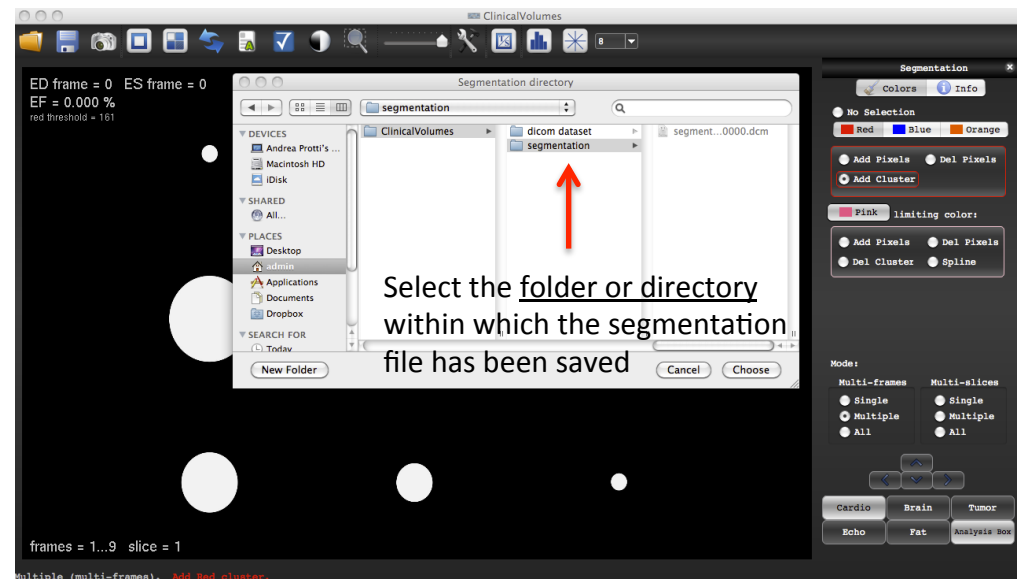 ClinicalVolumes
8
ED frame = 0 ES frame = 0
EF = 0.000 %
red threshold = 161
Segmentation directory
segmentation
DEVICES
Andrea Protti's ...
Macintosh HD
iDisk
SHARED
All...
PLACES
Desktop
admin
Applications
Documents
Dropbox
SEARCH FOR
Today
ClinicalVolumes
dicom dataset
segmentation
segment...0000.dcm
Select the folder or directory
within which the segmentation
file has been saved
New Folder
Cancel
Choose
frames = 1...9 slice = 1
Multiple (multi-frames). Add Red cluster.
Segmentation
Colors
Info
No Selection
Red
Blue
Orange
Add Pixels
Del Pixels
Add Cluster
Pink
limiting color:
Add Pixels
Del Pixels
Del Cluster
Spline
Mode:
Multi-frames
Multi-slices
Single
Single
Multiple
Multiple
All
All
Cardio
Brain
Tumor
Echo
Fat
Analysis Box